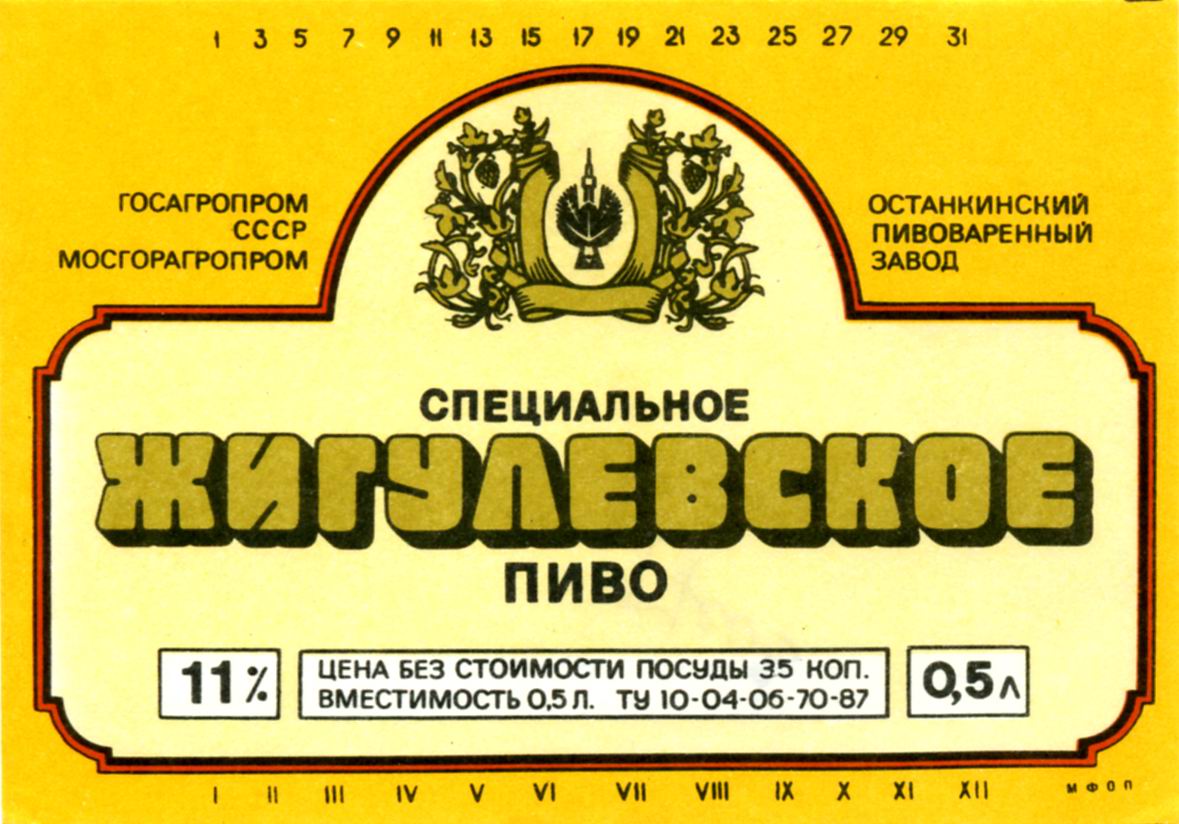 1 3 5 7 9 11 13 15 17 19 21 23 25 27 29 31
ГОСАГРОПРОМ
СССР
МОСГОРАГРОПРОМ
ОСТАНКИНСКИЙ
ПИВОВАРЕННЫЙ
ЗАВОД
СПЕЦИАЛЬНОЕ
ЖИГУЛЕВСКОЕ
ПИВО
11%
ЦЕНА БЕЗ СТОИМОСТИ ПОСУДЫ 35 КОП.
ВМЕСТИМОСТЬ 0,5 Л. ТУ 10-04-06-70-87
0,5 л
I II III IV V VI VII VIII IX X XI XII
МФОП